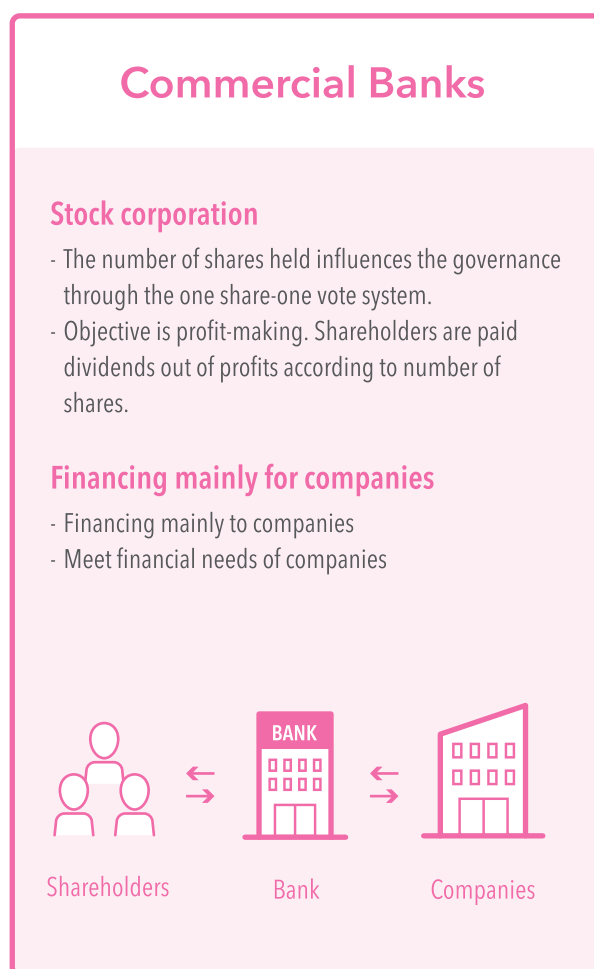 Commercial Banks
Stock corporation
- The number of shares held influences the governance
through the one share-one vote system.
- Objective is profit-making. Shareholders are paid
dividends out of profits according to number of
shares.
Financing mainly for companies
- Financing mainly to companies
- Meet financial needs of companies
BANK
Shareholders
Bank
Companies